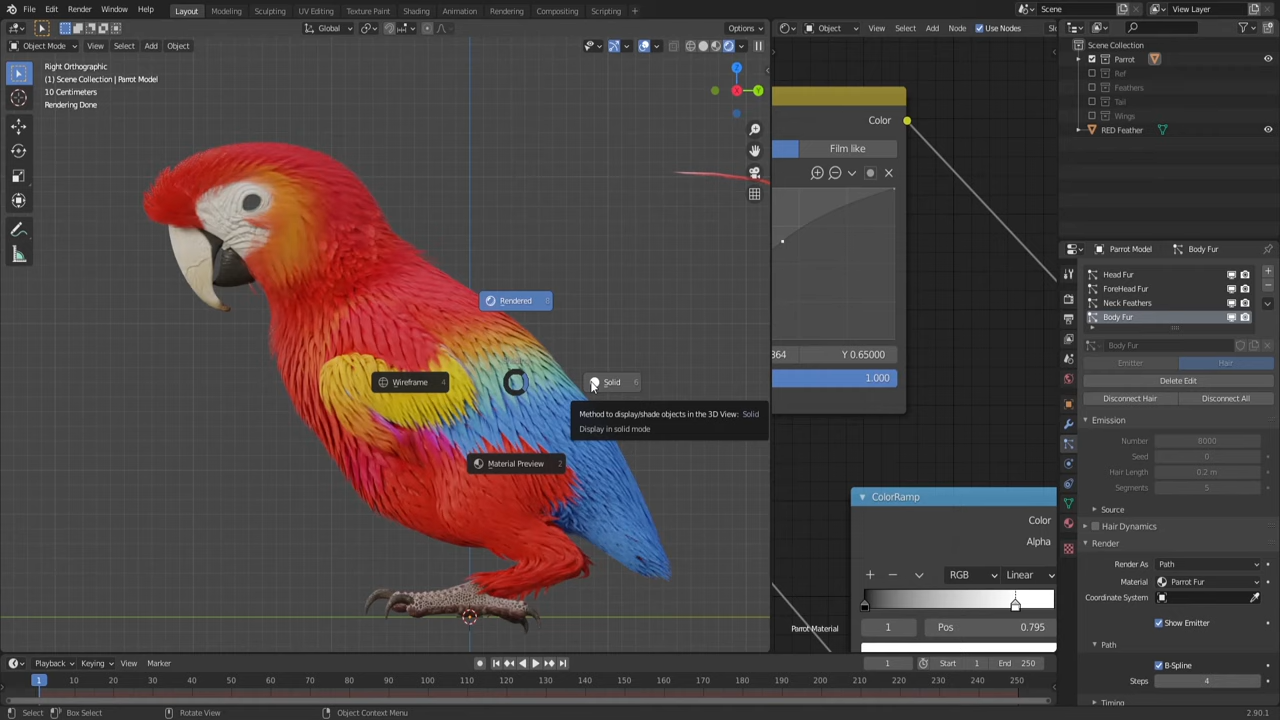 File Edit Render Window Help Layout Modeling Sculpting UV Editing Texture Paint Shading Animation Rendering Compositing Scripting + Scene View Layer
Global Options
Object Mode View Select Add Object
Object View Select Add Node Use Nodes
Right Orthographic
(1) Scene Collection | Parrot Model
10 Centimeters
Rendering Done
Z
X
Y
Rendered 8
Wireframe 4
Solid 6
Method to display/shade objects in the 3D View: Solid
Display in solid mode
Material Preview 2
Color
Film like
364 Y 0.65000
1.000
ColorRamp
Color
Alpha
RGB Linear
1 Pos 0.795
Parrot Material
Scene Collection
Parrot
Ref
Feathers
Tail
Wings
RED Feather
Parrot Model Body Fur
Head Fur
ForeHead Fur
Neck Feathers
Body Fur
Body Fur
Emitter Hair
Delete Edit
Disconnect Hair Disconnect All
Emission
Number 8000
Seed 0
Hair Length 0.2 m
Segments 5
Source
Hair Dynamics
Render
Render As Path
Material Parrot Fur
Coordinate System
Show Emitter
Path
B-Spline
Steps 4
Timing
Playback Keying View Marker 1 Start 1 End 250
1 10 20 30 40 50 60 70 80 90 100 110 120 130 140 150 160 170 180 190 200 210 220 230 240 250
Select Box Select Rotate View Object Context Menu 2.90.1